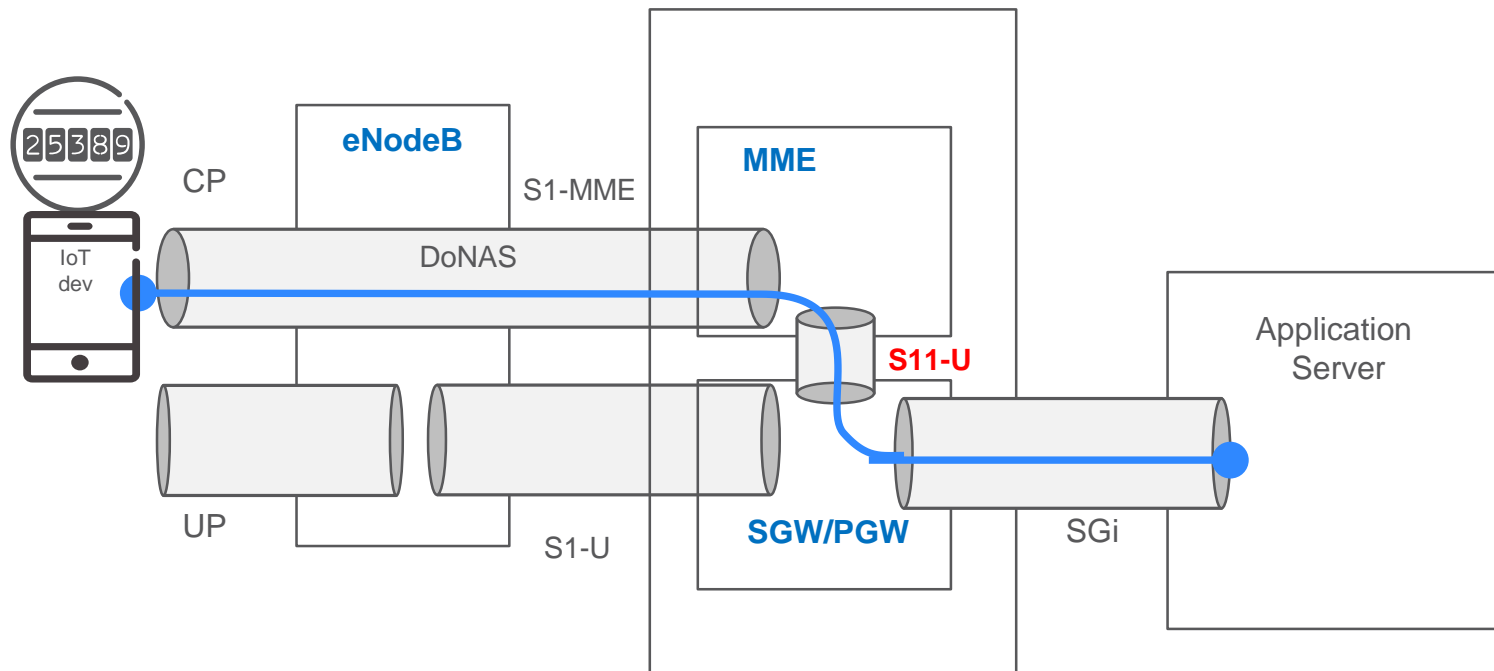 eNodeB
MME
25389
CP
S1-MME
IoT
dev
DoNAS
Application
Server
S11-U
UP
S1-U
SGW/PGW
SGi